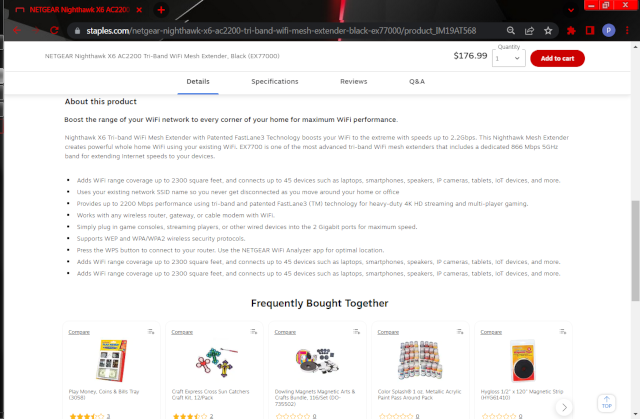 NETGEAR Nighthawk X6 AC2200
staples.com/netgear-nighthawk-x6-ac2200-tri-band-wifi-mesh-extender-black-ex77000/product_IM19AT568
P
NETGEAR Nighthawk X6 AC2200 Tri-Band WiFi Mesh Extender, Black (EX77000)
$176.99
Quantity
1
Add to cart
Details
Specifications
Reviews
Q&A
About this product
Boost the range of your WiFi network to every corner of your home for maximum WiFi performance.
Nighthawk X6 Tri-band WiFi Mesh Extender with Patented FastLane3 Technology boosts your WiFi to the extreme with speeds up to 2.2Gbps. This Nighthawk Mesh Extender
creates powerful whole home WiFi using your existing WiFi. EX7700 is one of the most advanced tri-band WiFi mesh extenders that includes a dedicated 866 Mbps 5GHz
band for extending Internet speeds to your devices.
Adds WiFi range coverage up to 2300 square feet, and connects up to 45 devices such as laptops, smartphones, speakers, IP cameras, tablets, IoT devices, and more.
Uses your existing network SSID name so you never get disconnected as you move around your home or office
Provides up to 2200 Mbps performance using tri-band and patented FastLane3 (TM) technology for heavy-duty 4K HD streaming and multi-player gaming.
Works with any wireless router, gateway, or cable modem with WiFi.
Simply plug in game consoles, streaming players, or other wired devices into the 2 Gigabit ports for maximum speed.
Supports WEP and WPA/WPA2 wireless security protocols.
Press the WPS button to connect to your router. Use the NETGEAR WiFi Analyzer app for optimal location.
Adds WiFi range coverage up to 2300 square feet, and connects up to 45 devices such as laptops, smartphones, speakers, IP cameras, tablets, IoT devices, and more.
Adds WiFi range coverage up to 2300 square feet, and connects up to 45 devices such as laptops, smartphones, speakers, IP cameras, tablets, IoT devices, and more.
Frequently Bought Together
Compare
Compare
Compare
Compare
Compare
Play Money, Coins & Bills Tray
(3058)
3
Craft Express Cross Sun Catchers
Craft Kit, 12/Pack
2
Dowling Magnets Magnetic Arts &
Crafts Bundle, 116/Set (DO-
735502)
0
Color Splash® 1 oz. Metallic Acrylic
Paint Pass Around Pack
0
Hygloss 1/2" x 120" Magnetic Strip
(HYG61410)
0
TOP